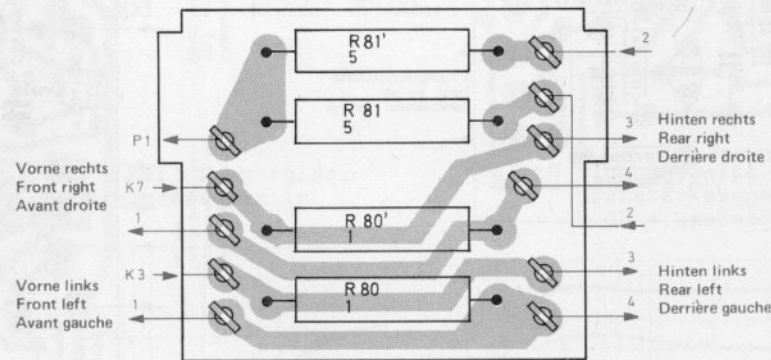 R 81'
5
2
R 81
5
P1
3
Hinten rechts
Rear right
Derrière droite
Vorne rechts
Front right
Avant droite
K7
4
1
R 80'
1
2
K3
3
Vorne links
Front left
Avant gauche
1
R 80
1
Hinten links
Rear left
Derrière gauche
4